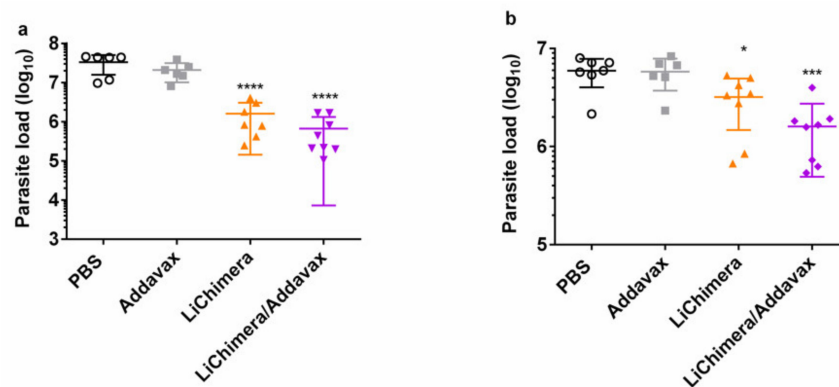 a
Parasite load (log10)
8
7
6
5
4
3
****
****
PBS
Addavax
LiChimera
LiChimera/Addavax
b
Parasite load (log10)
7
6
5
*
***
PBS
Addavax
LiChimera
LiChimera/Addavax